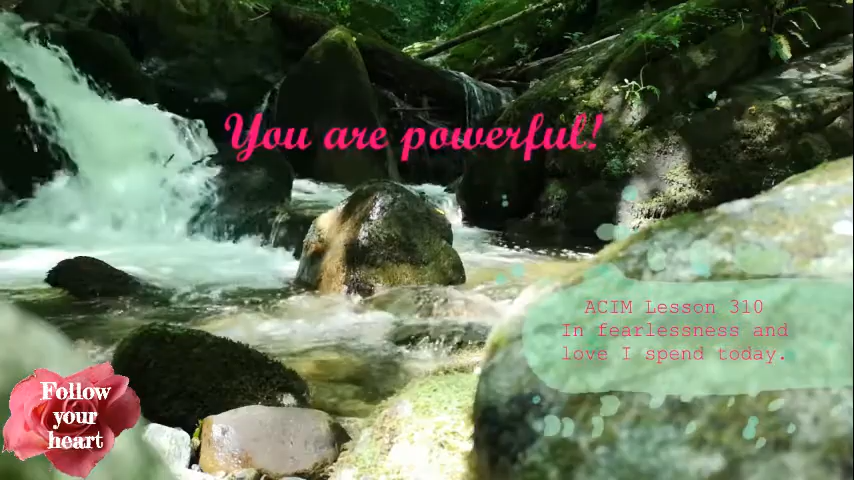 You are powerful!
ACIM Lesson 310
In fearlessness and
love I spend today.
Follow
your
heart